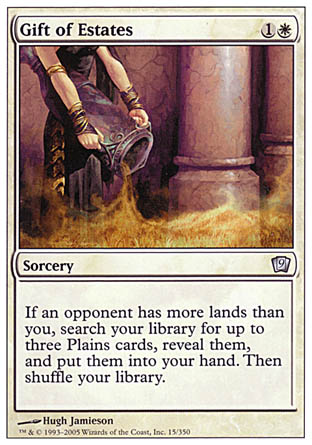 Gift of Estates 1
Sorcery 9
If an opponent has more lands than
you, search your library for up to
three Plains cards, reveal them,
and put them into your hand. Then
shuffle your library.
Hugh Jamieson
™ & © 1993–2005 Wizards of the Coast, Inc. 15/350